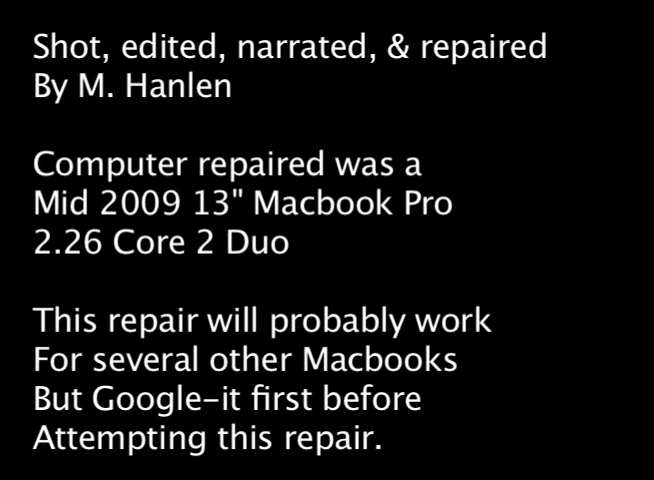 Shot, edited, narrated, & repaired
By M. Hanlen
Computer repaired was a
Mid 2009 13" Macbook Pro
2.26 Core 2 Duo
This repair will probably work
For several other Macbooks
But Google-it first before
Attempting this repair.